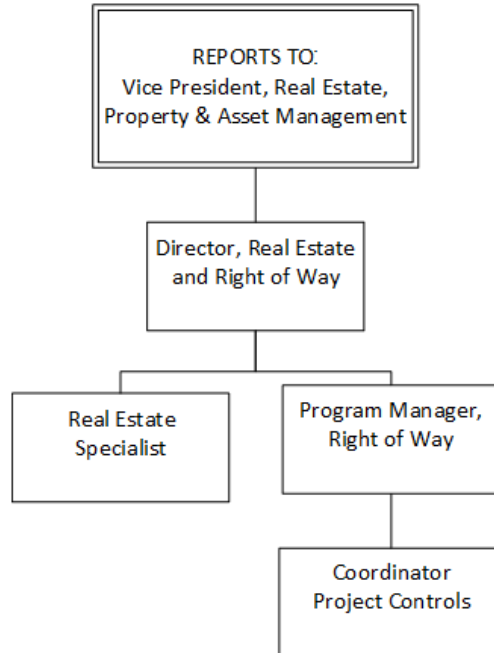 REPORTS TO:
Vice President, Real Estate,
Property & Asset Management
Director, Real Estate
and Right of Way
Real Estate
Specialist
Program Manager,
Right of Way
Coordinator
Project Controls